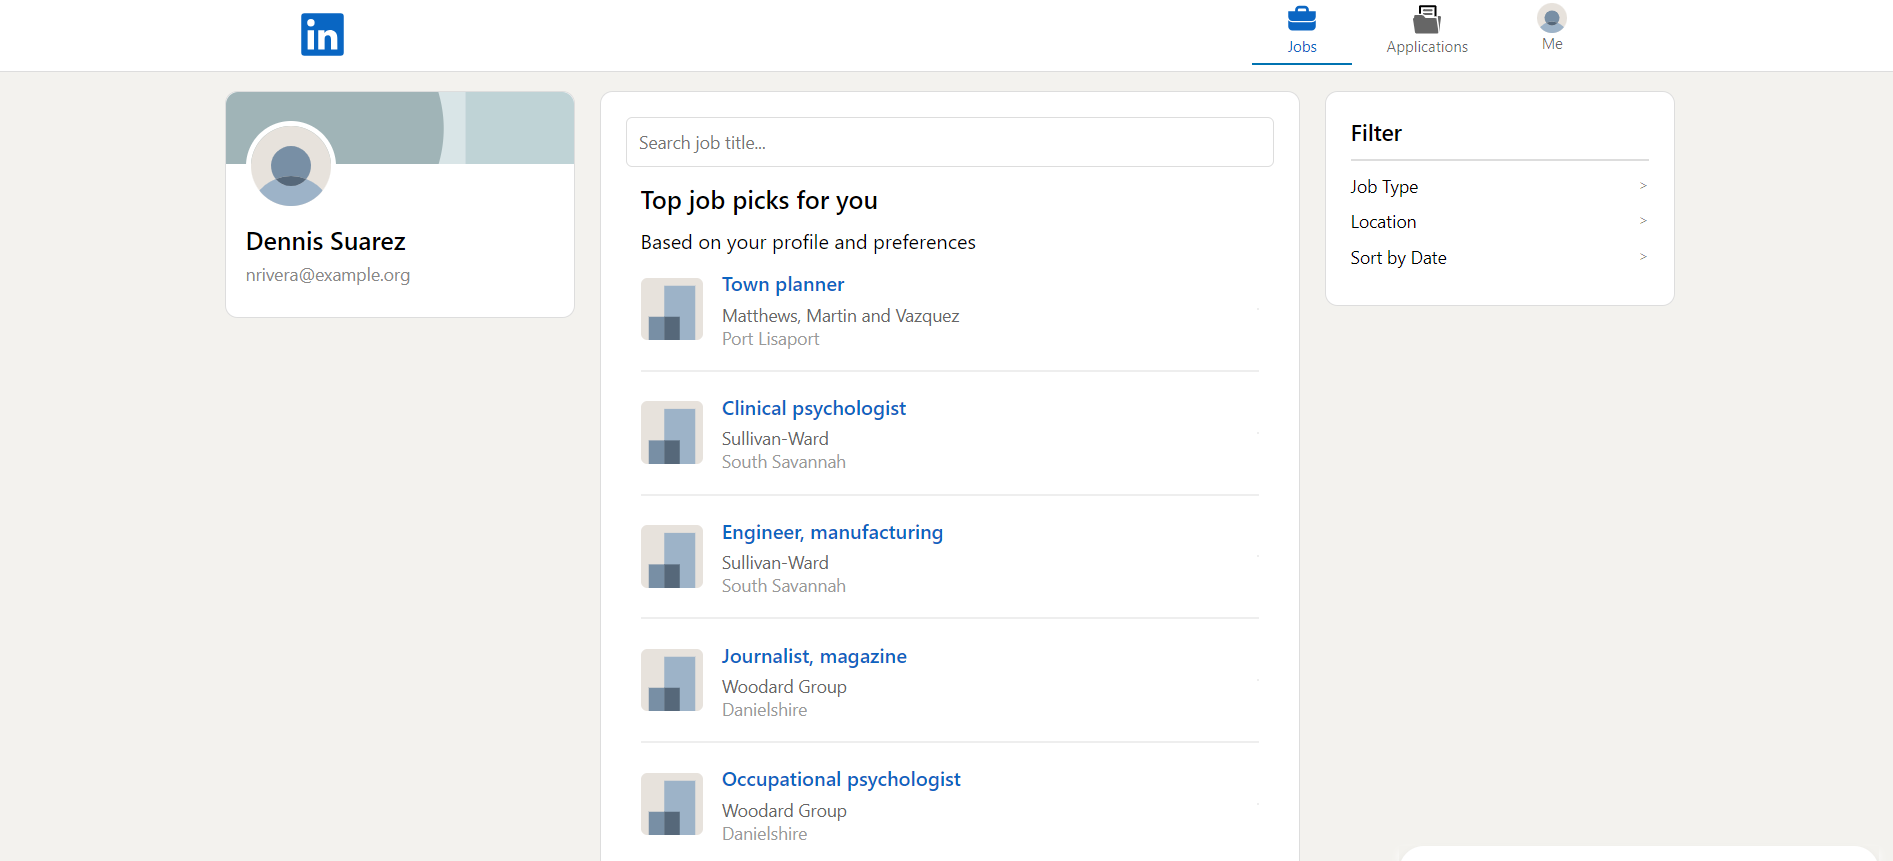 in
Jobs
Applications
Me
Dennis Suarez
nrivera@example.org
Search job title...
Top job picks for you
Based on your profile and preferences
Town planner
Matthews, Martin and Vazquez
Port Lisaport
Clinical psychologist
Sullivan-Ward
South Savannah
Engineer, manufacturing
Sullivan-Ward
South Savannah
Journalist, magazine
Woodard Group
Danielshire
Occupational psychologist
Woodard Group
Danielshire
Filter
Job Type >
Location >
Sort by Date >